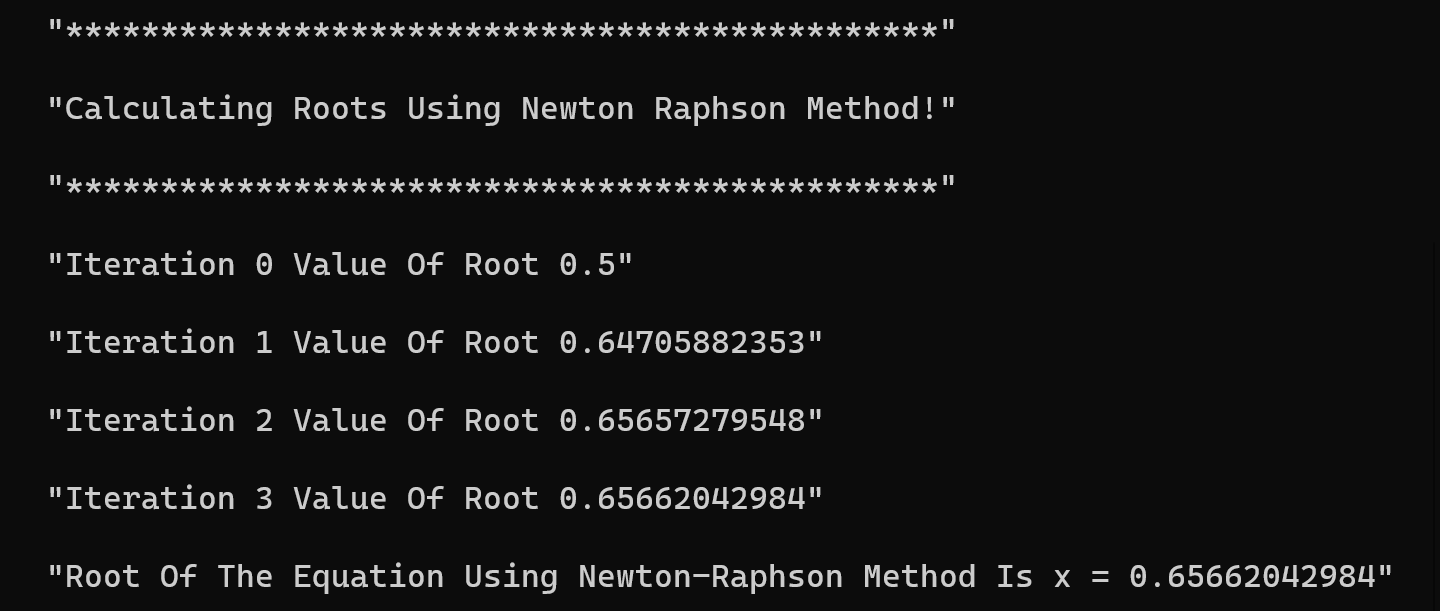 "**********************************************"
"Calculating Roots Using Newton Raphson Method!"
"**********************************************"
"Iteration 0 Value Of Root 0.5"
"Iteration 1 Value Of Root 0.64705882353"
"Iteration 2 Value Of Root 0.65657279548"
"Iteration 3 Value Of Root 0.65662042984"
"Root Of The Equation Using Newton-Raphson Method Is x = 0.65662042984"